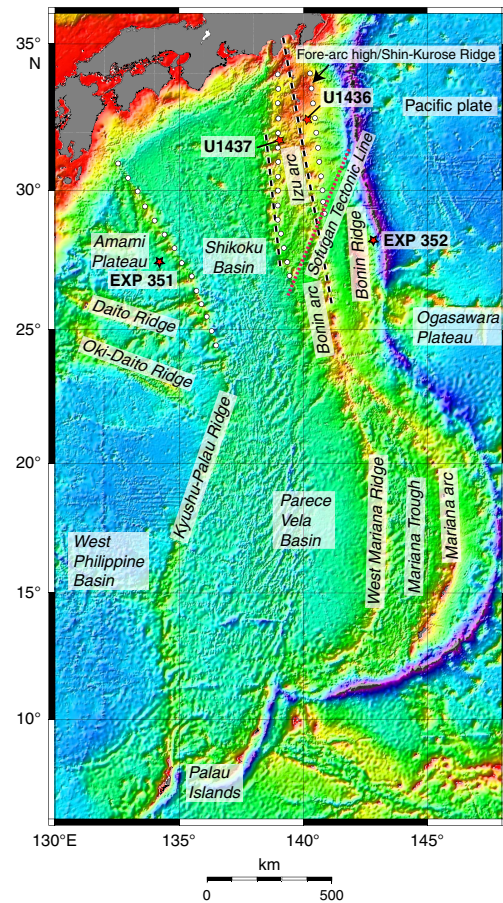 35°
N
Fore-arc high/Shin-Kurose Ridge
U1436
Pacific plate
U1437
Izu arc
Sofugan Tectonic Line
30°
Amami
Plateau
Shikoku
Basin
EXP 352
EXP 351
Bonin Ridge
Daito Ridge
Bonin arc
Ogasawara
Plateau
25°
Oki-Daito Ridge
Kyushu-Palau Ridge
20°
West Mariana Ridge
Mariana Trough
Mariana arc
Parece
Vela
Basin
West
Philippine
Basin
15°
10°
Palau
Islands
130°E
135°
140°
145°
km
0
500